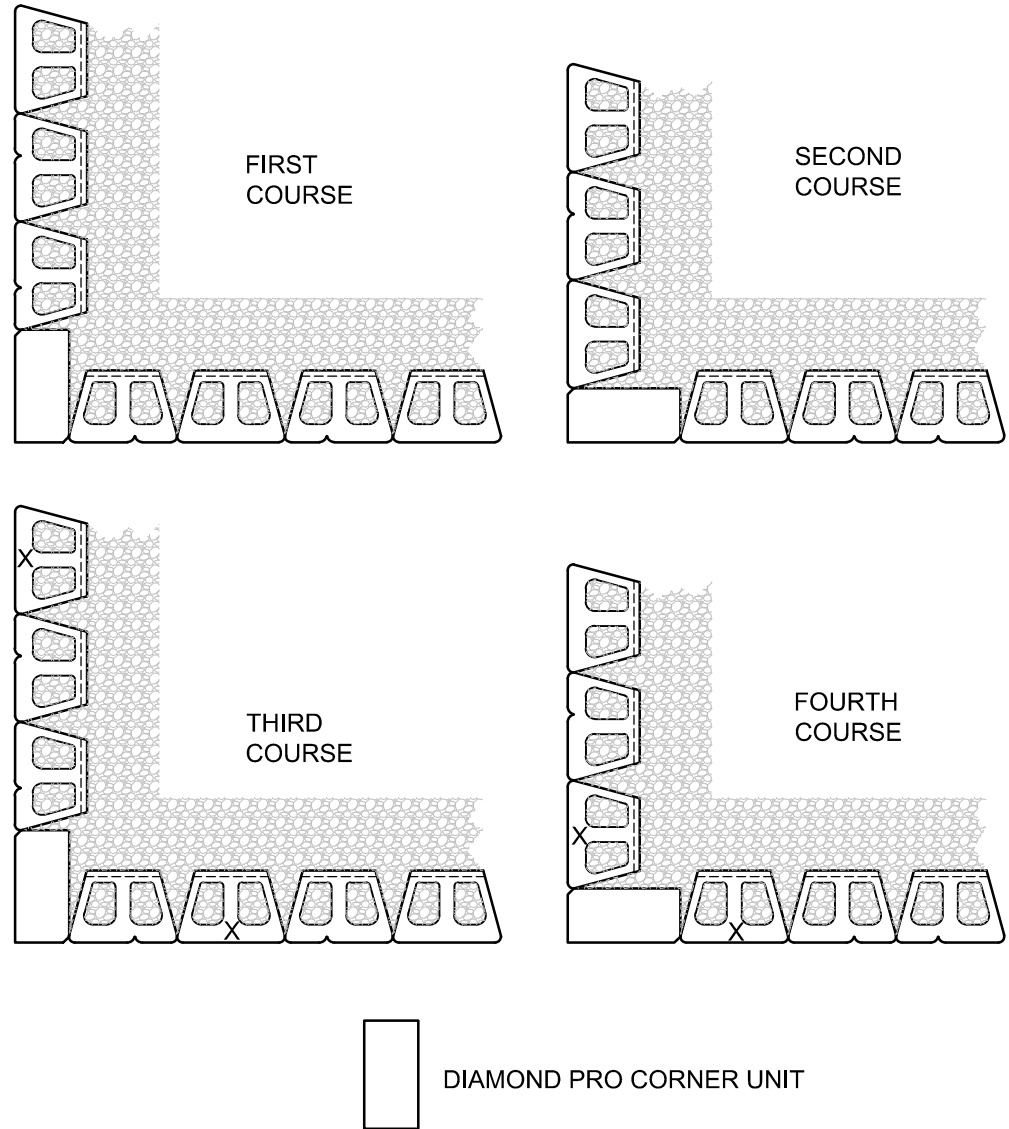 FIRST
COURSE
SECOND
COURSE
X
THIRD
COURSE
X
FOURTH
COURSE
X
X
DIAMOND PRO CORNER UNIT